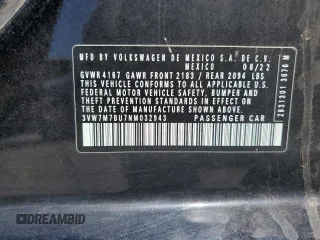 MFD BY VOLKSWAGEN DE MEXICO S.A. DE C.V.
MEXICO 08/22
GVWR 4167 GAWR FRONT 2183 / REAR 2094 LBS
THIS VEHICLE CONFORMS TO ALL APPLICABLE U.S.
FEDERAL MOTOR VEHICLE SAFETY, BUMPER, AND
THEFT PREVENTION STANDARDS IN EFFECT ON THE
DATE OF MANUFACTURE SHOWN ABOVE.
3VW7M7BU7NM032943 PASSENGER CAR
2831301 3676 M
DREAMBID